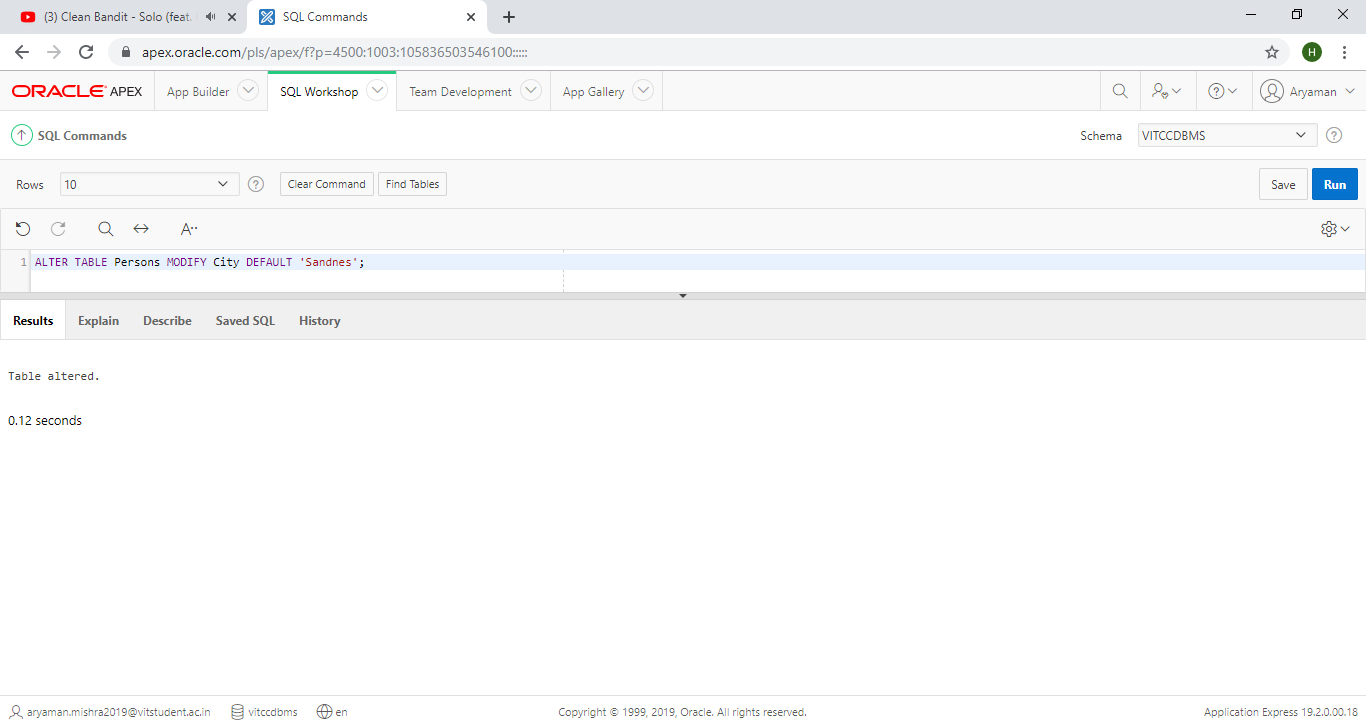 (3) Clean Bandit - Solo (feat.
SQL Commands
apex.oracle.com/pls/apex/f?p=4500:1003:105836503546100:::::
H
ORACLE APEX
App Builder
SQL Workshop
Team Development
App Gallery
Aryaman
SQL Commands
Schema
VITCCDBMS
Rows
10
Clear Command
Find Tables
Save
Run
A··
1
ALTER TABLE Persons MODIFY City DEFAULT 'Sandnes';
Results
Explain
Describe
Saved SQL
History
Table altered.
0.12 seconds
aryaman.mishra2019@vitstudent.ac.in
vitccdbms
en
Copyright © 1999, 2019, Oracle. All rights reserved.
Application Express 19.2.0.00.18